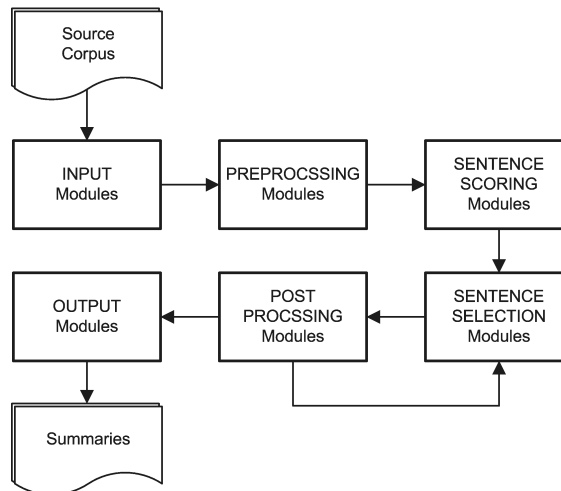 Source
Corpus
INPUT
Modules
PREPROCSSING
Modules
SENTENCE
SCORING
Modules
OUTPUT
Modules
POST
PROCSSING
Modules
SENTENCE
SELECTION
Modules
Summaries